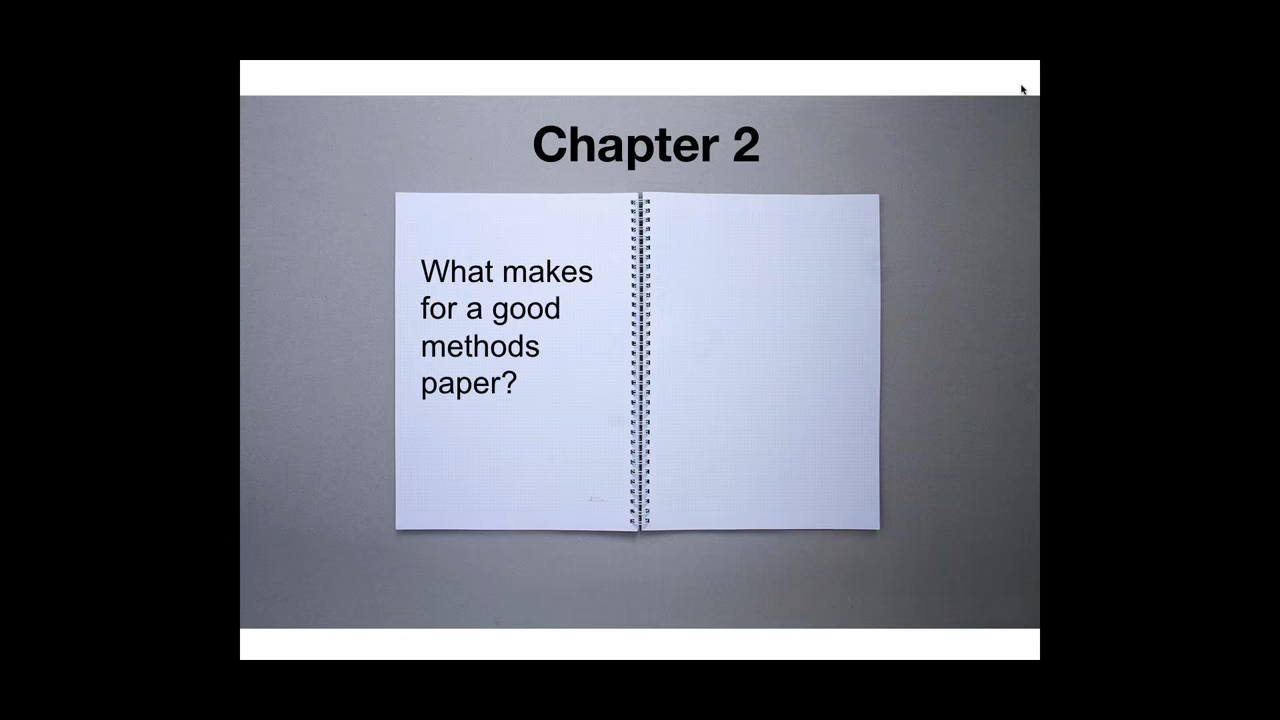 Chapter 2
What makes
for a good
methods
paper?